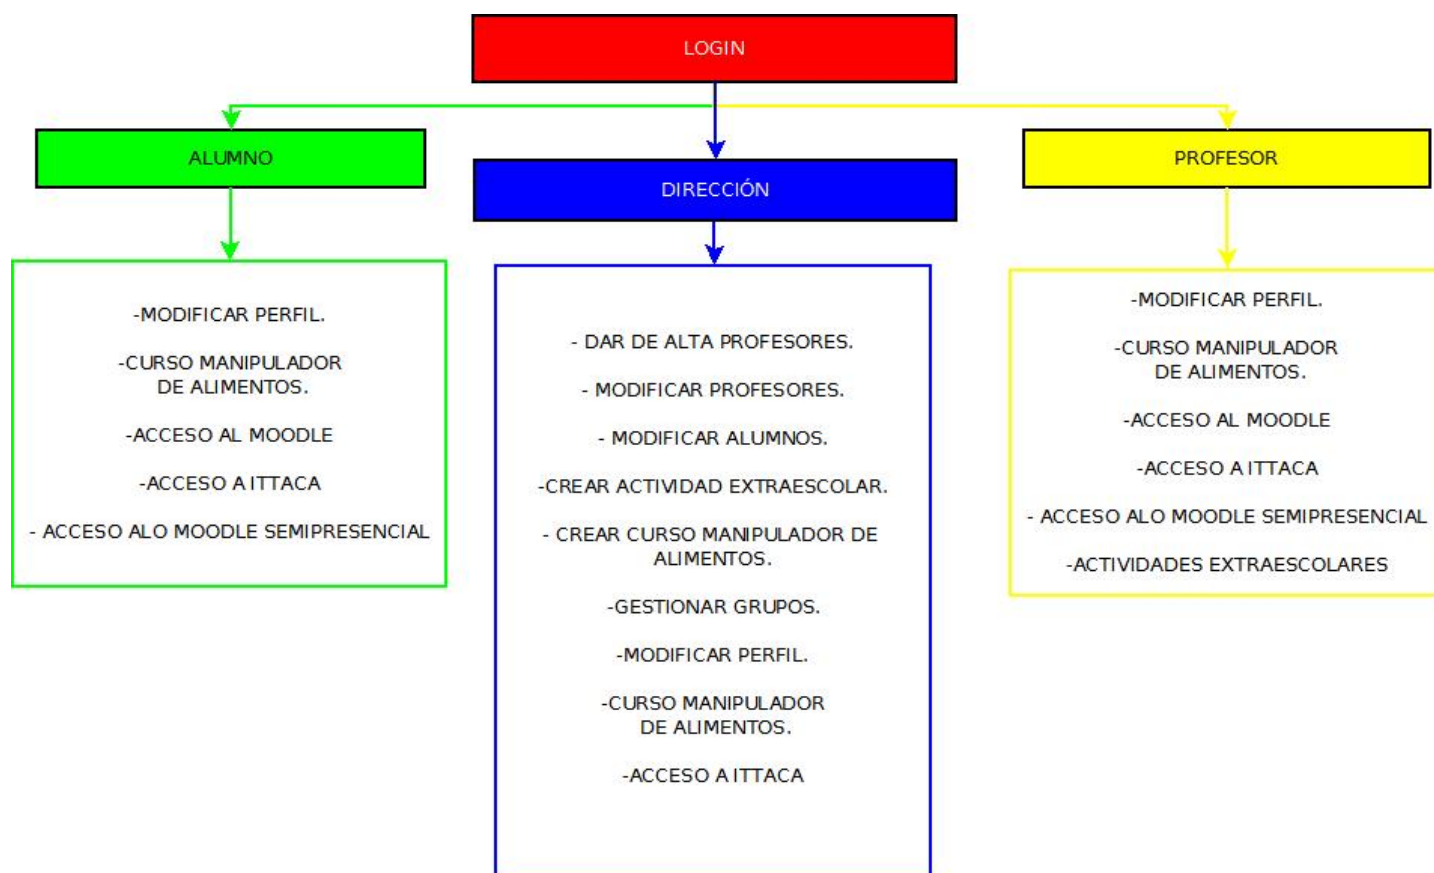 LOGIN
ALUMNO
DIRECCIÓN
PROFESOR
-MODIFICAR PERFIL.
-CURSO MANIPULADOR
DE ALIMENTOS.
-ACCESO AL MOODLE
-ACCESO A ITTACA
- ACCESO ALO MOODLE SEMIPRESENCIAL
- DAR DE ALTA PROFESORES.
- MODIFICAR PROFESORES.
- MODIFICAR ALUMNOS.
-CREAR ACTIVIDAD EXTRAESCOLAR.
- CREAR CURSO MANIPULADOR DE
ALIMENTOS.
-GESTIONAR GRUPOS.
-MODIFICAR PERFIL.
-CURSO MANIPULADOR
DE ALIMENTOS.
-ACCESO A ITTACA
-MODIFICAR PERFIL.
-CURSO MANIPULADOR
DE ALIMENTOS.
-ACCESO AL MOODLE
-ACCESO A ITTACA
- ACCESO ALO MOODLE SEMIPRESENCIAL
-ACTIVIDADES EXTRAESCOLARES